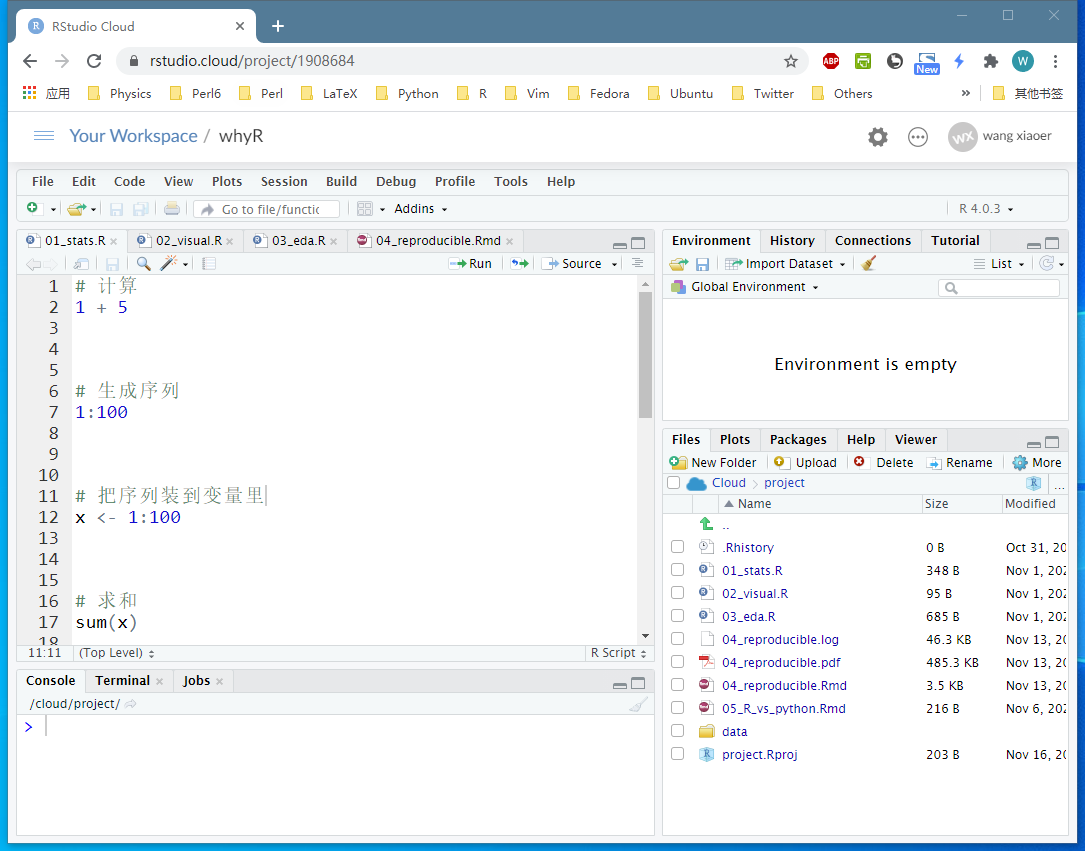 RStudio Cloud
rstudio.cloud/project/1908684
ABP
New
W
应用 Physics Perl6 Perl LaTeX Python R Vim Fedora Ubuntu Twitter Others » 其他书签
Your Workspace / whyR
WX wang xiaoer
File Edit Code View Plots Session Build Debug Profile Tools Help
Go to file/functic Addins R 4.0.3
01_stats.R 02_visual.R 03_eda.R 04_reproducible.Rmd
Run Source
1 # 计算
2 1 + 5
3
4
5
6 # 生成序列
7 1:100
8
9
10
11 # 把序列装到变量里
12 x <- 1:100
13
14
15
16 # 求和
17 sum(x)
18
11:11 (Top Level) R Script
Console Terminal Jobs
/cloud/project/
>
Environment History Connections Tutorial
Import Dataset List
Global Environment
Environment is empty
Files Plots Packages Help Viewer
New Folder Upload Delete Rename More
Cloud project R ...
Name Size Modified
..
.Rhistory 0 B Oct 31, 20
01_stats.R 348 B Nov 1, 202
02_visual.R 95 B Nov 1, 202
03_eda.R 685 B Nov 1, 202
04_reproducible.log 46.3 KB Nov 13, 20
04_reproducible.pdf 485.3 KB Nov 13, 20
04_reproducible.Rmd 3.5 KB Nov 13, 20
05_R_vs_python.Rmd 216 B Nov 6, 202
data
project.Rproj 203 B Nov 16, 20